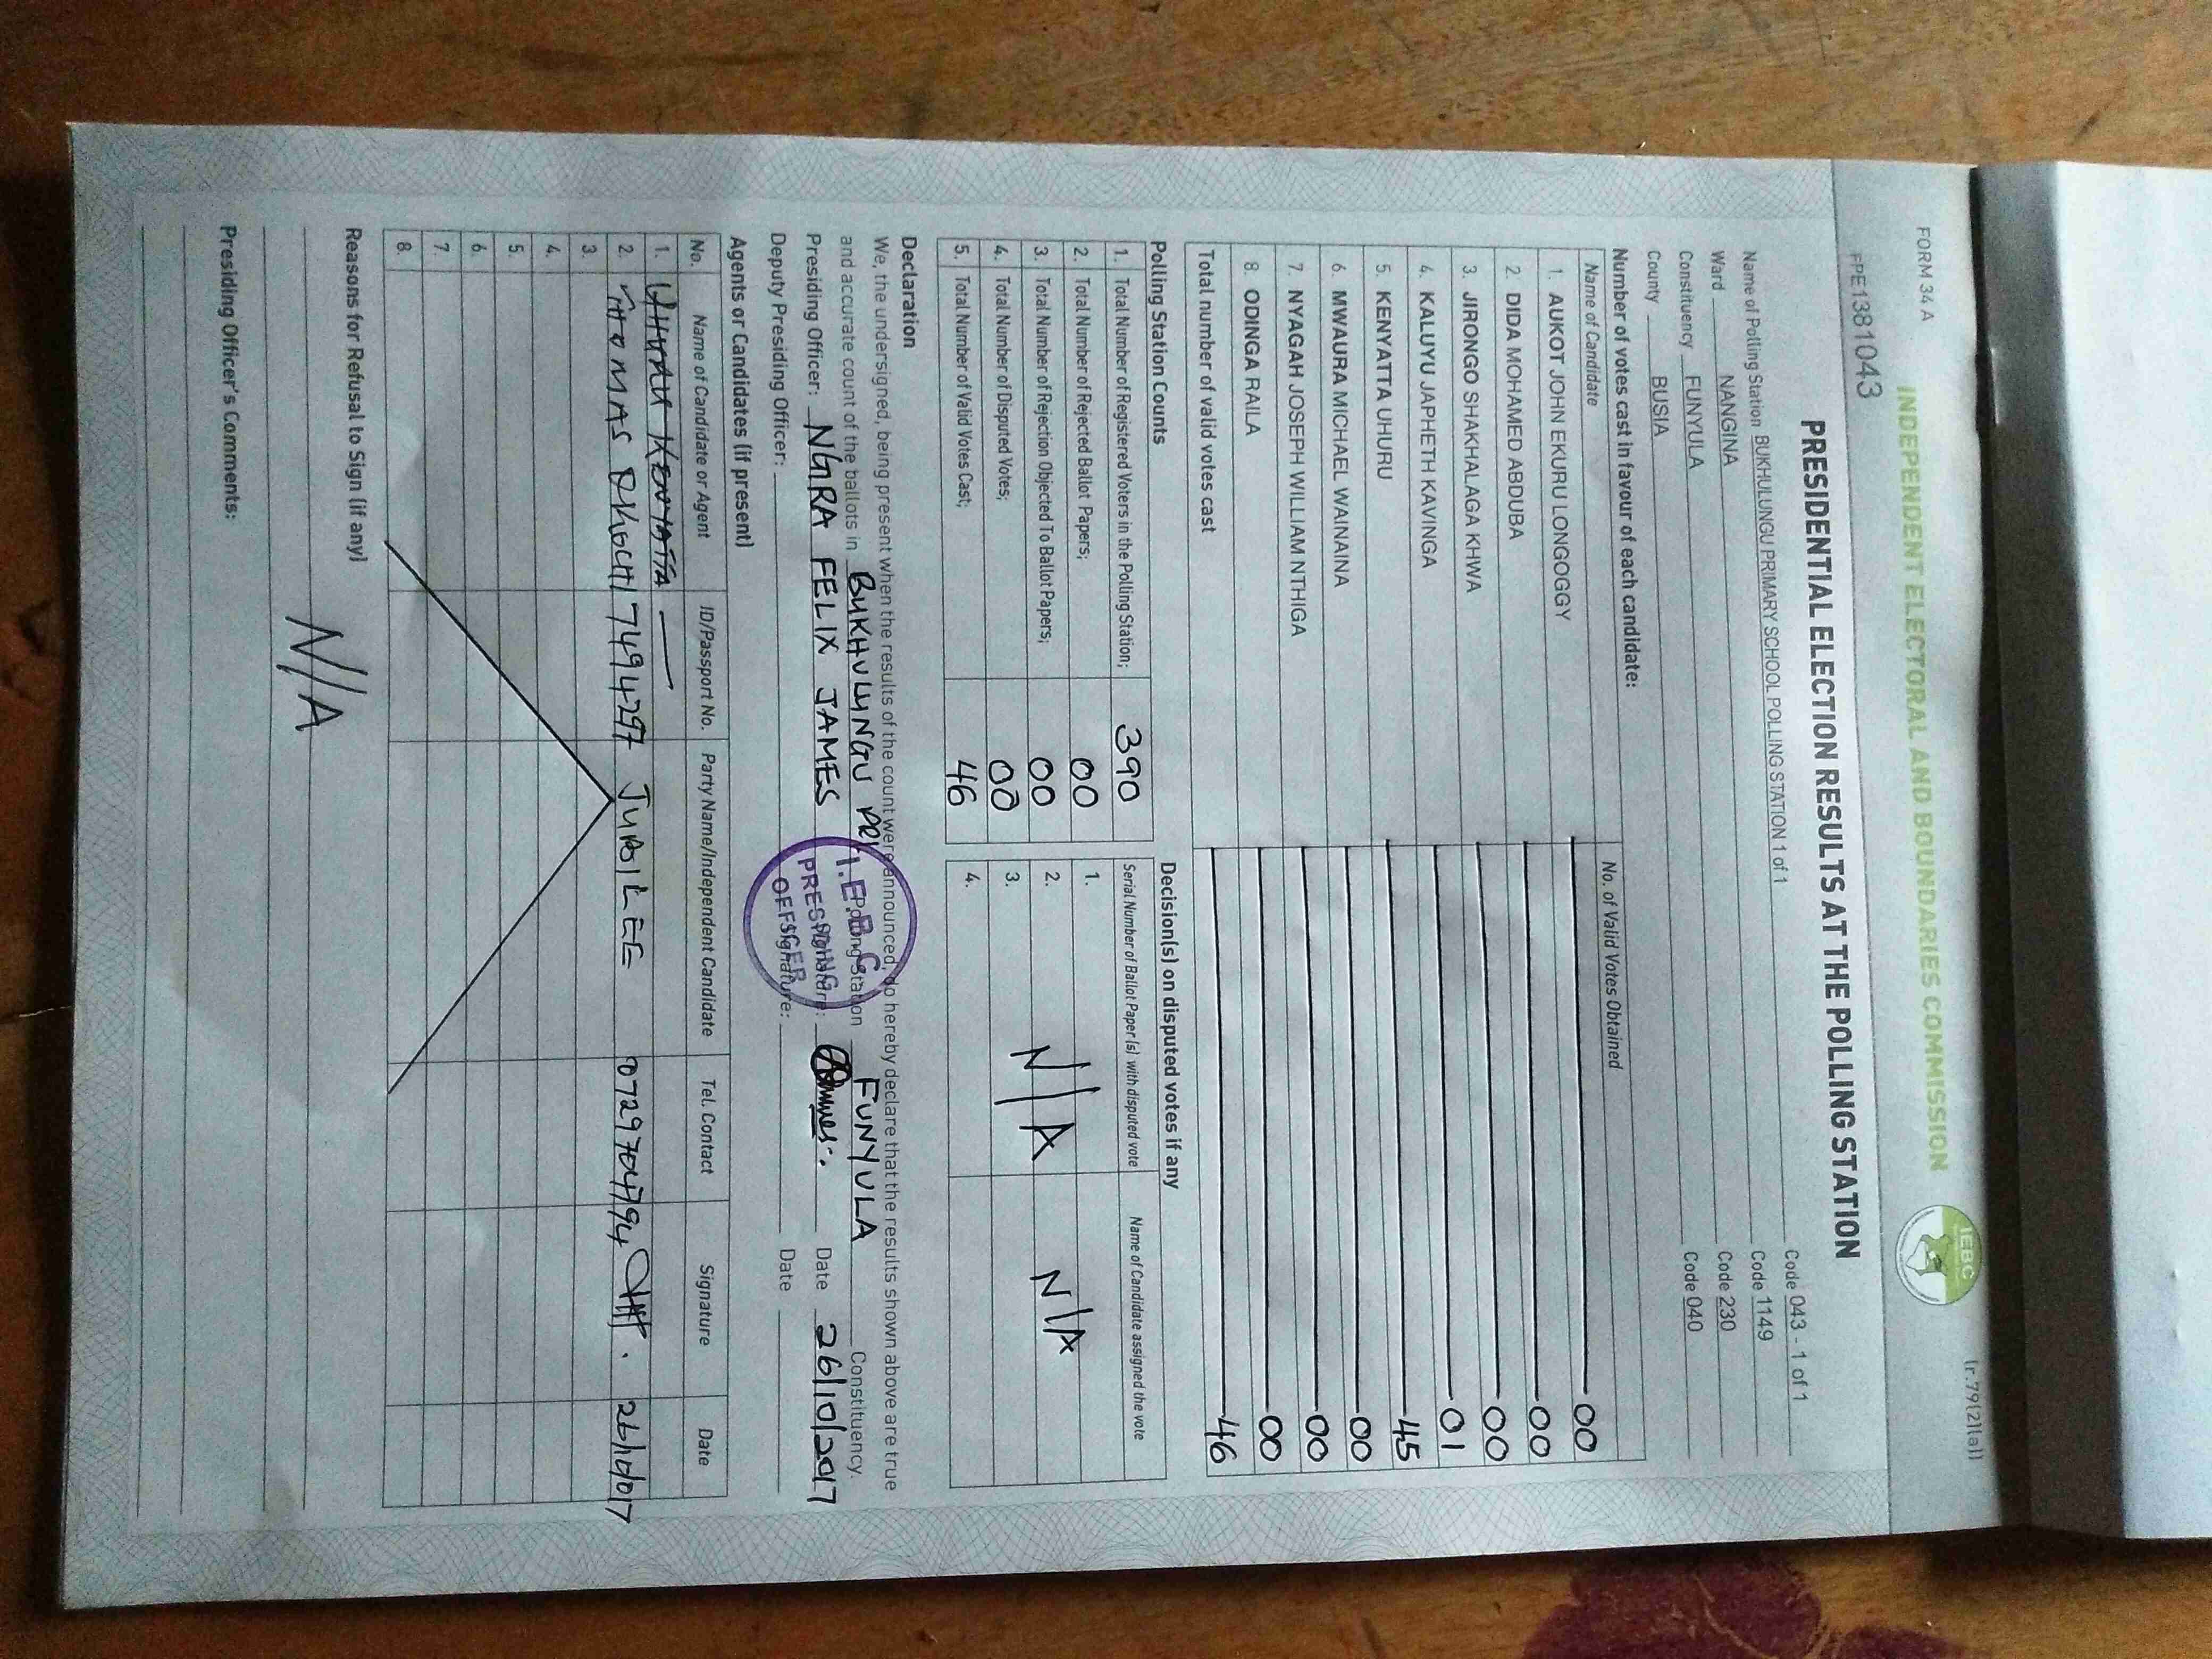 FORM 34 A
(r.79(2)(a))
INDEPENDENT ELECTORAL AND BOUNDARIES COMMISSION
IEBC
PE1381043
PRESIDENTIAL ELECTION RESULTS AT THE POLLING STATION
Name of Polling Station BUKHULUNGU PRIMARY SCHOOL POLLING STATION 1 of 1 Code 043 - 1 of 1
Ward NANGINA Code 1149
Constituency FUNYULA Code 230
County BUSIA Code 040
Number of votes cast in favour of each candidate:
Name of Candidate No. of Valid Votes Obtained
1. AUKOT JOHN EKURU LONGOGGY 00
2. DIDA MOHAMED ABDUBA 00
3. JIRONGO SHAKHALAGA KHWA 00
4. KALUYU JAPHETH KAVINGA 01
5. KENYATTA UHURU 45
6. MWAURA MICHAEL WAINAINA 00
7. NYAGAH JOSEPH WILLIAM NTHIGA 00
8. ODINGA RAILA 00
Total number of valid votes cast 46
Polling Station Counts
1. Total Number of Registered Voters in the Polling Station; 390
2. Total Number of Rejected Ballot Papers; 00
3. Total Number of Rejection Objected To Ballot Papers; 00
4. Total Number of Disputed Votes; 00
5. Total Number of Valid Votes Cast; 46
Decision(s) on disputed votes if any
Serial Number of Ballot Paper(s) with disputed vote Name of Candidate assigned the vote
1.
2. N/A N/A
3.
4.
Declaration
We, the undersigned, being present when the results of the count were announced, do hereby declare that the results shown above are true
and accurate count of the ballots in BUKHULUNGU PRI Polling Station FUNYULA Constituency.
Presiding Officer: NGRA FELIX JAMES Signature: Date 26/10/2017
Deputy Presiding Officer: Signature: Date
I.E.B.C
PRESIDING
OFFICER
Agents or Candidates (if present)
No. Name of Candidate or Agent ID/Passport No. Party Name/Independent Candidate Tel. Contact Signature Date
1. UHURU KENYATTA —
2. THOMAS OKOCHI 7494297 JUBILEE 0729704794 26/10/017
3.
4.
5.
6.
7.
8.
Reasons for Refusal to Sign (if any)
N/A
Presiding Officer's Comments: